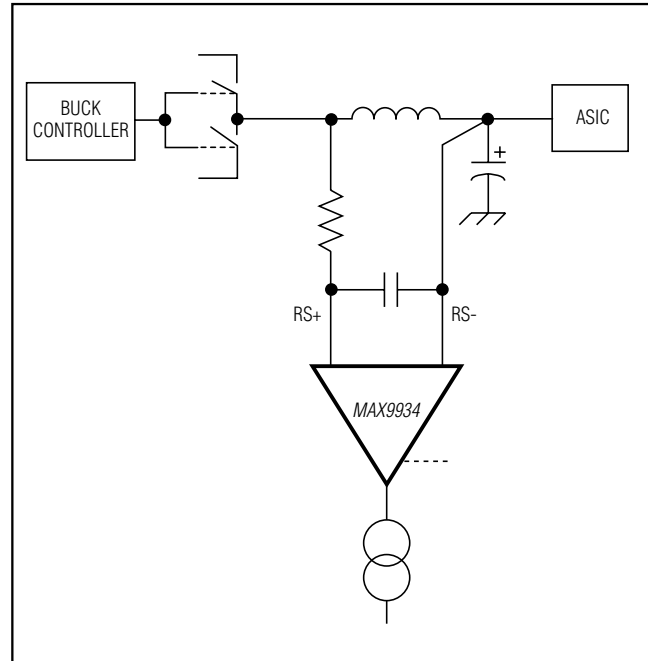 BUCK
CONTROLLER
ASIC
+
RS+
RS-
MAX9934